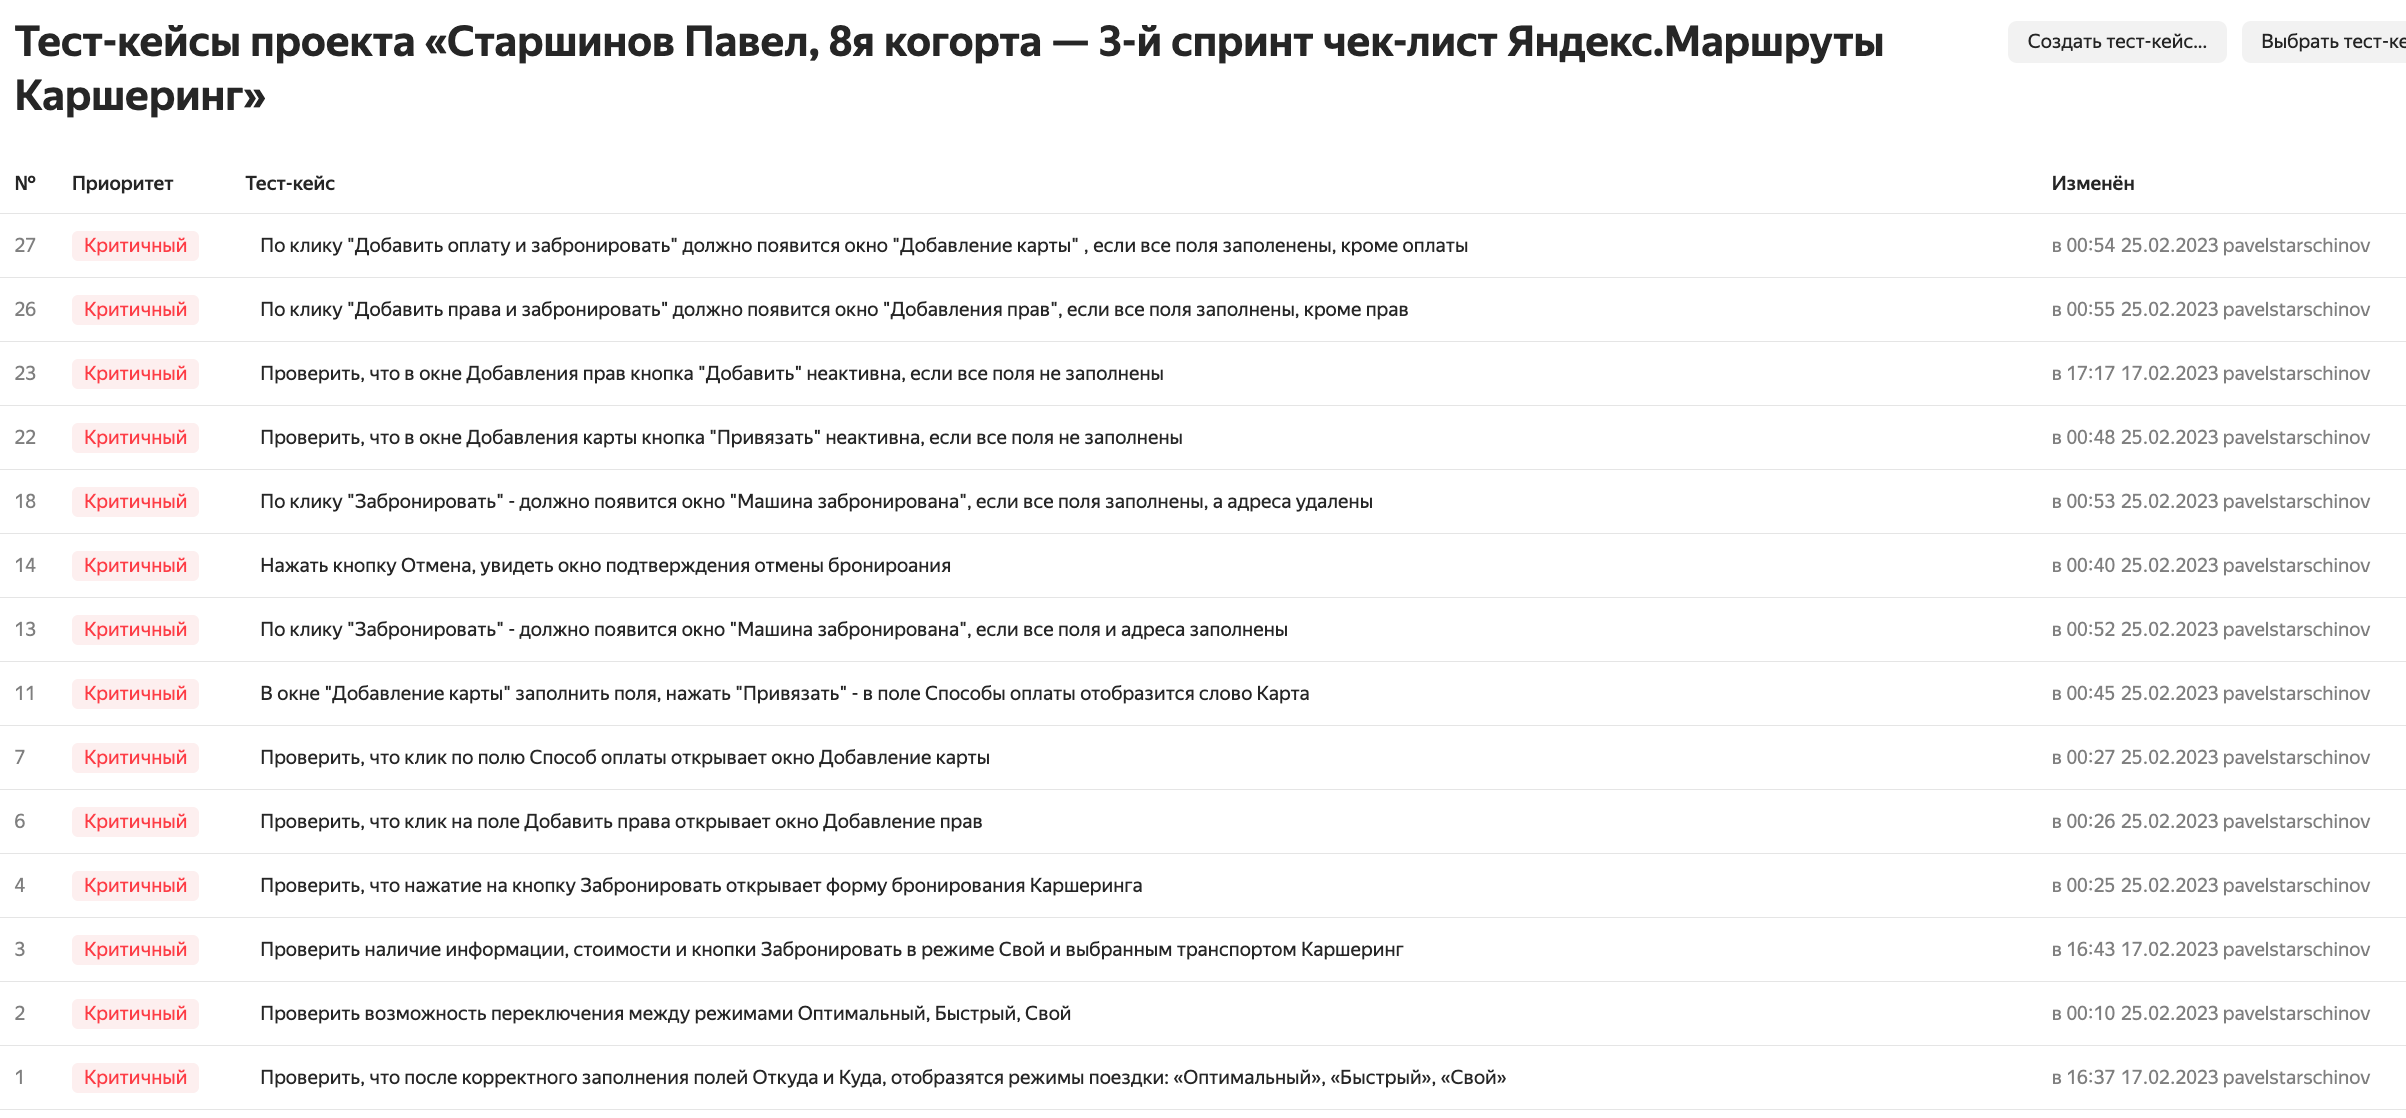 Тест-кейсы проекта «Старшинов Павел, 8я когорта — 3-й спринт чек-лист Яндекс.Маршруты
Каршеринг»
Создать тест-кейс... Выбрать тест-ке
№ Приоритет Тест-кейс Изменён
27 Критичный По клику "Добавить оплату и забронировать" должно появится окно "Добавление карты" , если все поля заполенены, кроме оплаты в 00:54 25.02.2023 pavelstarschinov
26 Критичный По клику "Добавить права и забронировать" должно появится окно "Добавления прав", если все поля заполнены, кроме прав в 00:55 25.02.2023 pavelstarschinov
23 Критичный Проверить, что в окне Добавления прав кнопка "Добавить" неактивна, если все поля не заполнены в 17:17 17.02.2023 pavelstarschinov
22 Критичный Проверить, что в окне Добавления карты кнопка "Привязать" неактивна, если все поля не заполнены в 00:48 25.02.2023 pavelstarschinov
18 Критичный По клику "Забронировать" - должно появится окно "Машина забронирована", если все поля заполнены, а адреса удалены в 00:53 25.02.2023 pavelstarschinov
14 Критичный Нажать кнопку Отмена, увидеть окно подтверждения отмены бронироания в 00:40 25.02.2023 pavelstarschinov
13 Критичный По клику "Забронировать" - должно появится окно "Машина забронирована", если все поля и адреса заполнены в 00:52 25.02.2023 pavelstarschinov
11 Критичный В окне "Добавление карты" заполнить поля, нажать "Привязать" - в поле Способы оплаты отобразится слово Карта в 00:45 25.02.2023 pavelstarschinov
7 Критичный Проверить, что клик по полю Способ оплаты открывает окно Добавление карты в 00:27 25.02.2023 pavelstarschinov
6 Критичный Проверить, что клик на поле Добавить права открывает окно Добавление прав в 00:26 25.02.2023 pavelstarschinov
4 Критичный Проверить, что нажатие на кнопку Забронировать открывает форму бронирования Каршеринга в 00:25 25.02.2023 pavelstarschinov
3 Критичный Проверить наличие информации, стоимости и кнопки Забронировать в режиме Свой и выбранным транспортом Каршеринг в 16:43 17.02.2023 pavelstarschinov
2 Критичный Проверить возможность переключения между режимами Оптимальный, Быстрый, Свой в 00:10 25.02.2023 pavelstarschinov
1 Критичный Проверить, что после корректного заполнения полей Откуда и Куда, отобразятся режимы поездки: «Оптимальный», «Быстрый», «Свой» в 16:37 17.02.2023 pavelstarschinov